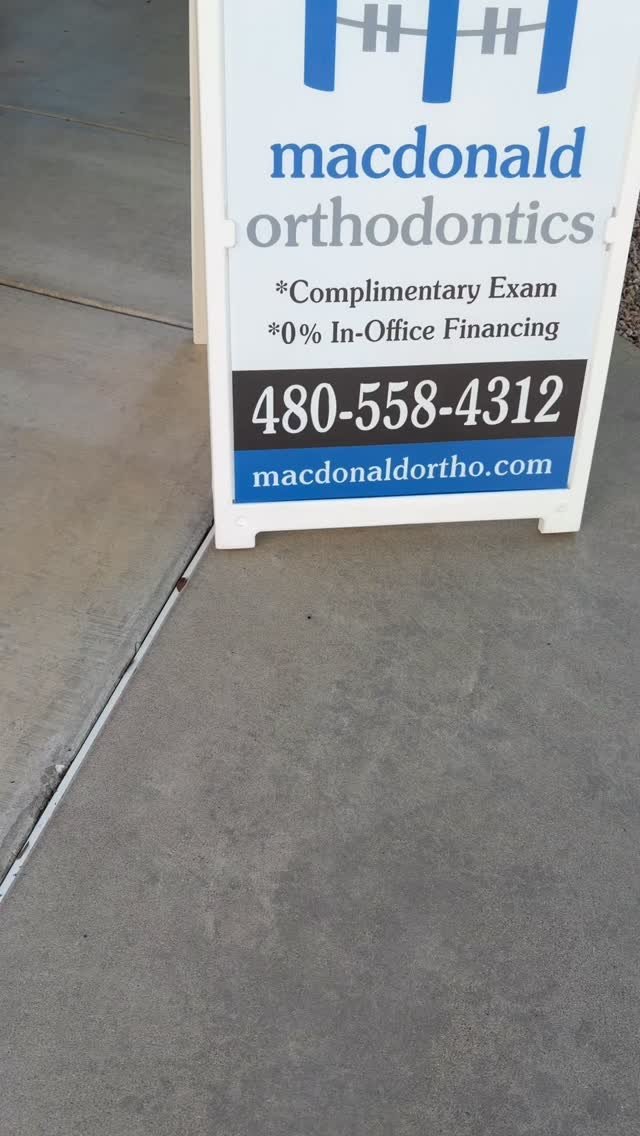 macdonald
orthodontics
*Complimentary Exam
*0% In-Office Financing
480-558-4312
macdonaldortho.com